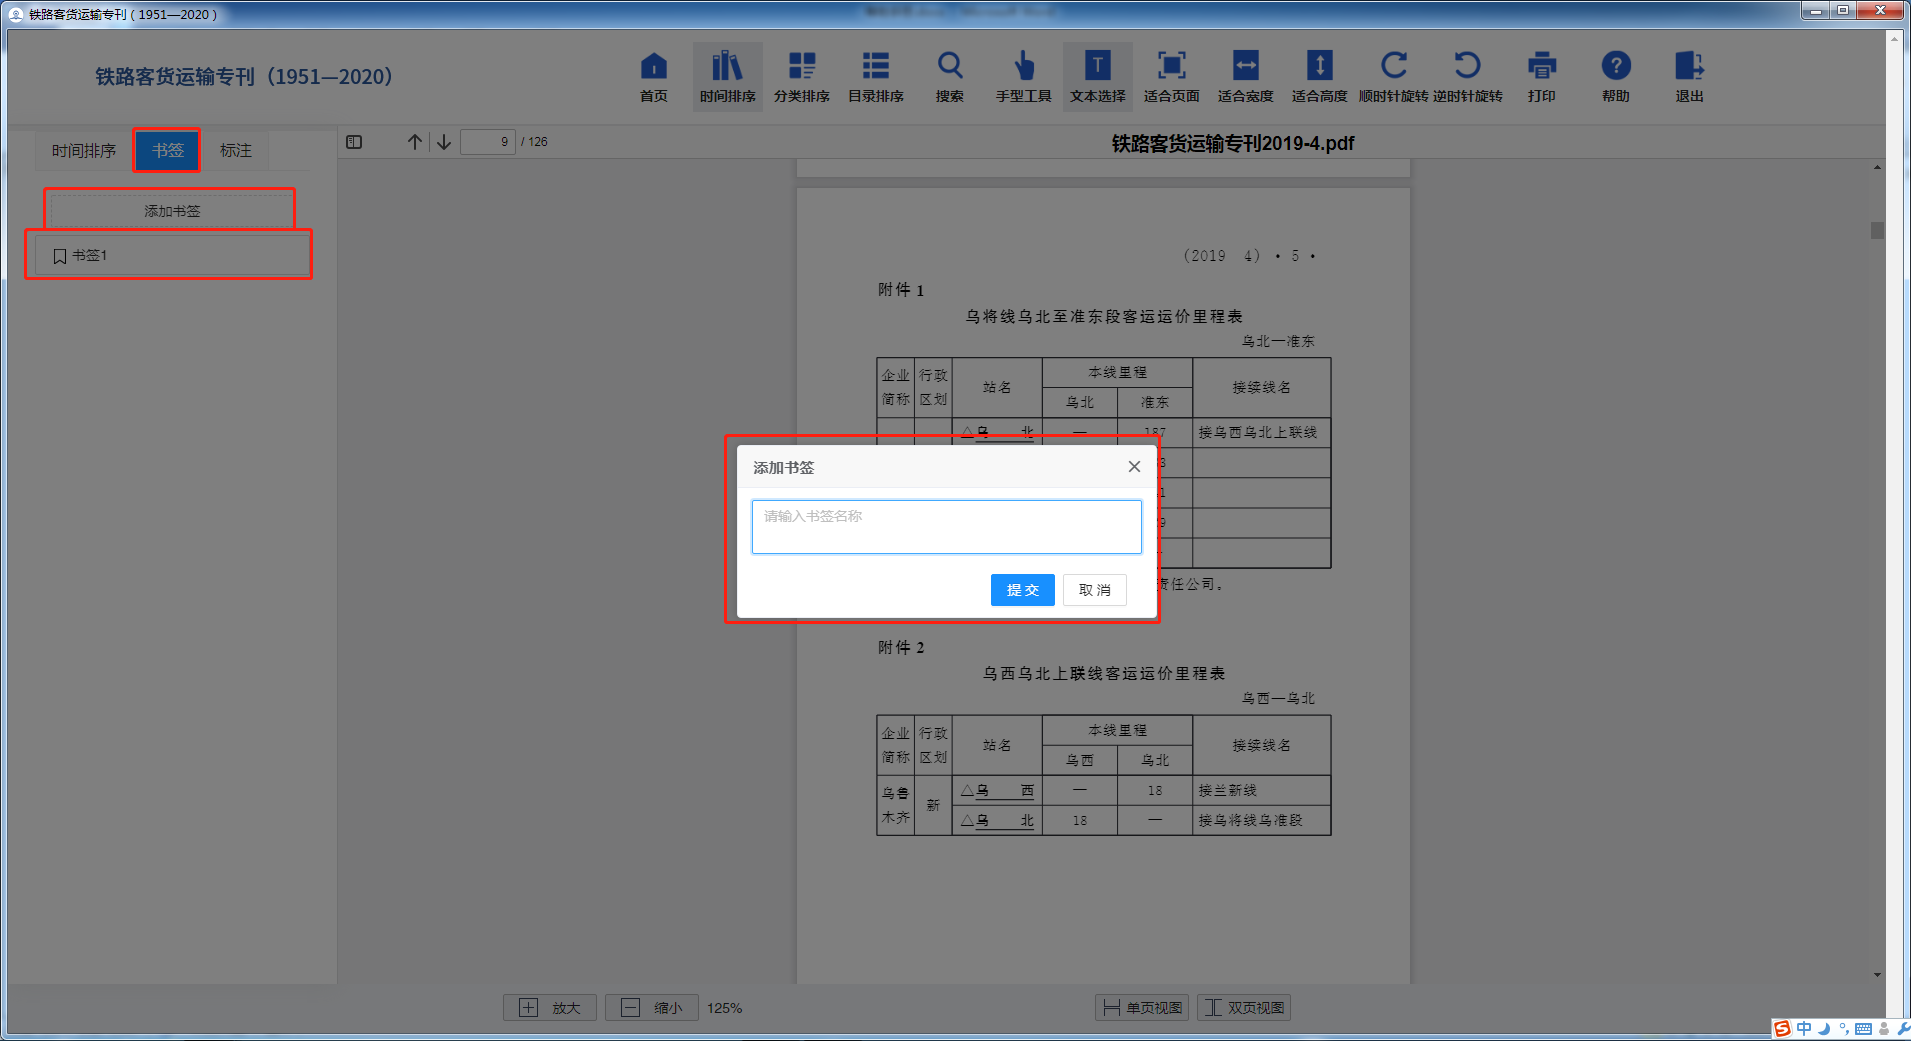 铁路客货运输专刊（1951—2020）
铁路客货运输专刊（1951—2020）
首页 时间排序 分类排序 目录排序 搜索 手型工具 文本选择 适合页面 适合宽度 适合高度 顺时针旋转 逆时针旋转 打印 帮助 退出
时间排序 书签 标注
添加书签
书签1
9 / 126
铁路客货运输专刊2019-4.pdf
（2019 4）• 5 •
附件 1
乌将线乌北至准东段客运运价里程表
乌北—准东
企业简称 行政区划 站名 本线里程 接续线名
乌北 准东
△乌 北 — 187 接乌西乌北上联线
3
1
9
责任公司。
添加书签
请输入书签名称
提 交 取 消
附件 2
乌西乌北上联线客运运价里程表
乌西—乌北
企业简称 行政区划 站名 本线里程 接续线名
乌西 乌北
乌鲁木齐 新 △乌 西 — 18 接兰新线
△乌 北 18 — 接乌将线乌准段
放大 缩小 125% 单页视图 双页视图
中